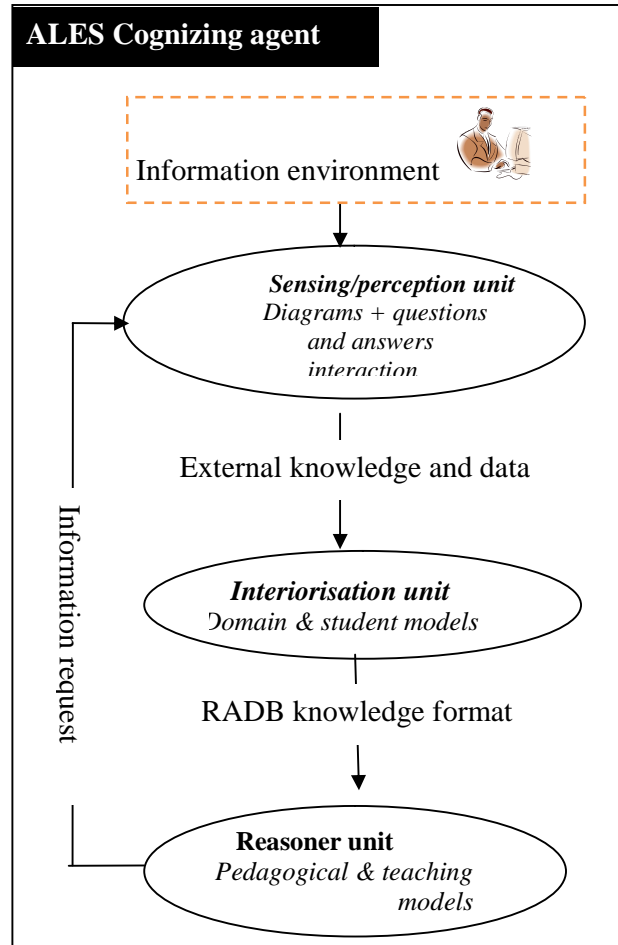 ALES Cognizing agent
Information environment
Sensing/perception unit
Diagrams + questions
and answers
interaction
External knowledge and data
Information request
Interiorisation unit
Domain & student models
RADB knowledge format
Reasoner unit
Pedagogical & teaching
models